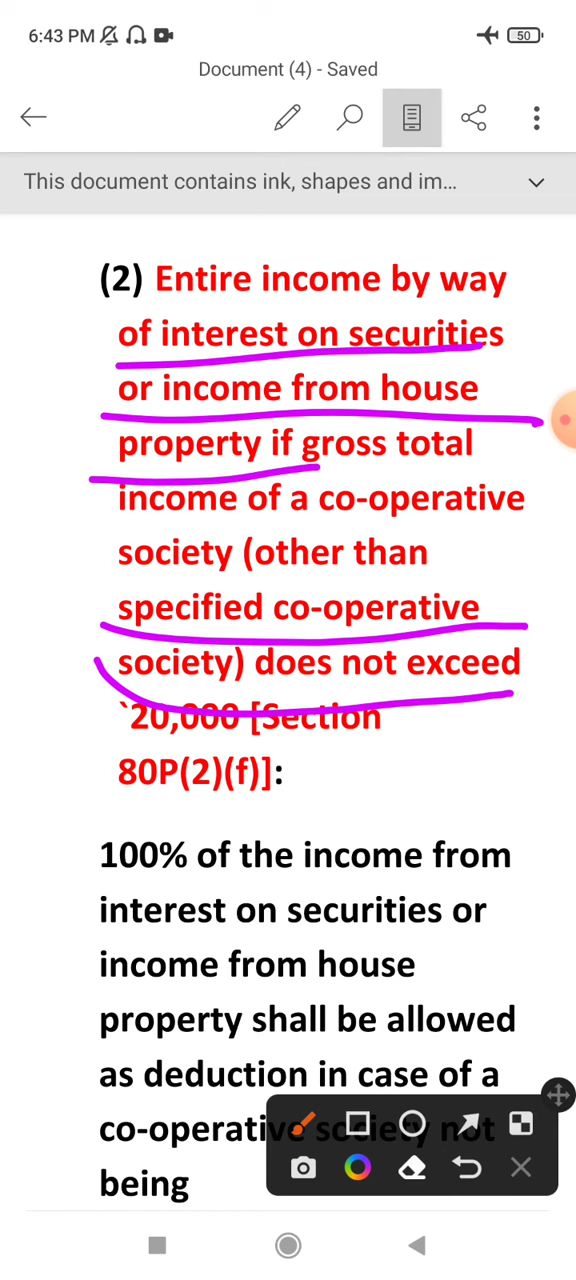 6:43 PM
50
Document (4) - Saved
This document contains ink, shapes and im...
(2) Entire income by way
of interest on securities
or income from house
property if gross total
income of a co-operative
society (other than
specified co-operative
society) does not exceed
`20,000 [Section
80P(2)(f)]:
100% of the income from
interest on securities or
income from house
property shall be allowed
as deduction in case of a
co-operative society not
being